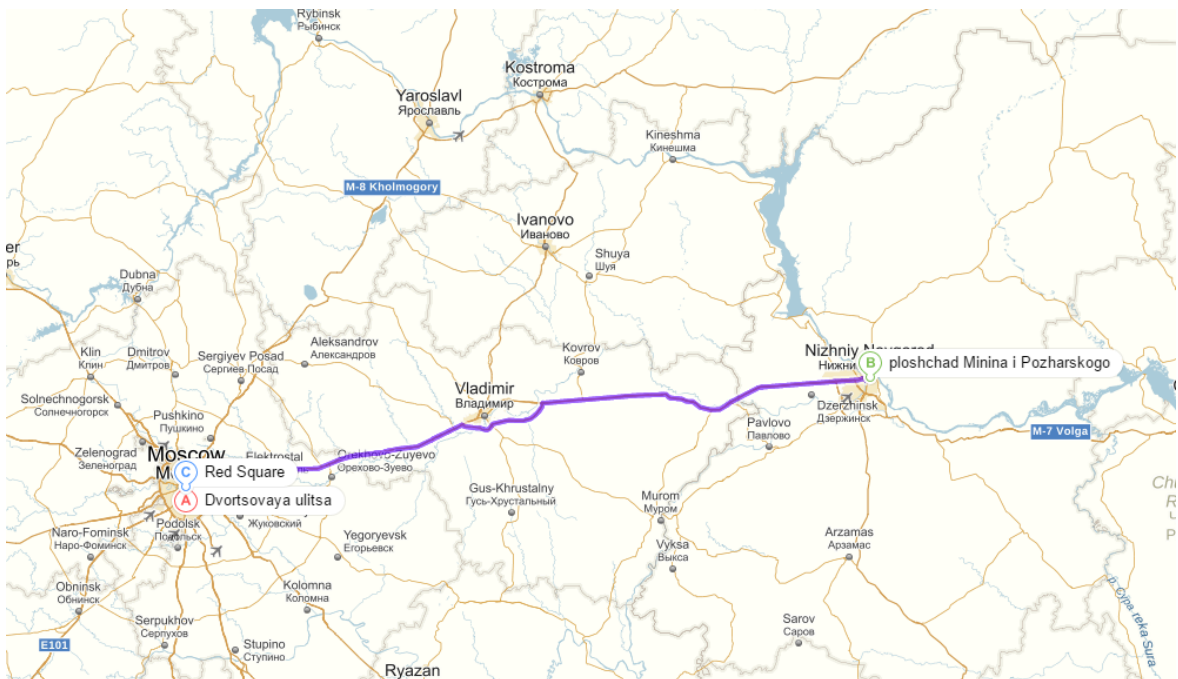 Rybinsk
Рыбинск
Kostroma
Кострома
Yaroslavl
Ярославль
Kineshma
Кинешма
M-8 Kholmogory
Ivanovo
Иваново
Shuya
Шуя
Dubna
Дубна
Klin
Клин
Dmitrov
Дмитров
Sergiyev Posad
Сергиев Посад
Aleksandrov
Александров
Kovrov
Ковров
Nizhniy Novgorod
B
ploshchad Minina i Pozharskogo
Solnechnogorsk
Солнечногорск
Vladimir
Владимир
Dzerzhinsk
Дзержинск
Pushkino
Пушкино
Pavlovo
Павлово
M-7 Volga
Zelenograd
Зеленоград
Moscow
Elektrostal
Orekhovo-Zuyevo
Орехово-Зуево
C
Red Square
A
Dvortsovaya ulitsa
Gus-Khrustalny
Гусь-Хрустальный
Murom
Муром
Жуковский
Podolsk
Подольск
Naro-Fominsk
Наро-Фоминск
Yegoryevsk
Егорьевск
Vyksa
Выкса
Arzamas
Арзамас
Obninsk
Обнинск
Kolomna
Коломна
р. Сура reka Sura
Serpukhov
Серпухов
Sarov
Саров
E101
Stupino
Ступино
Ryazan